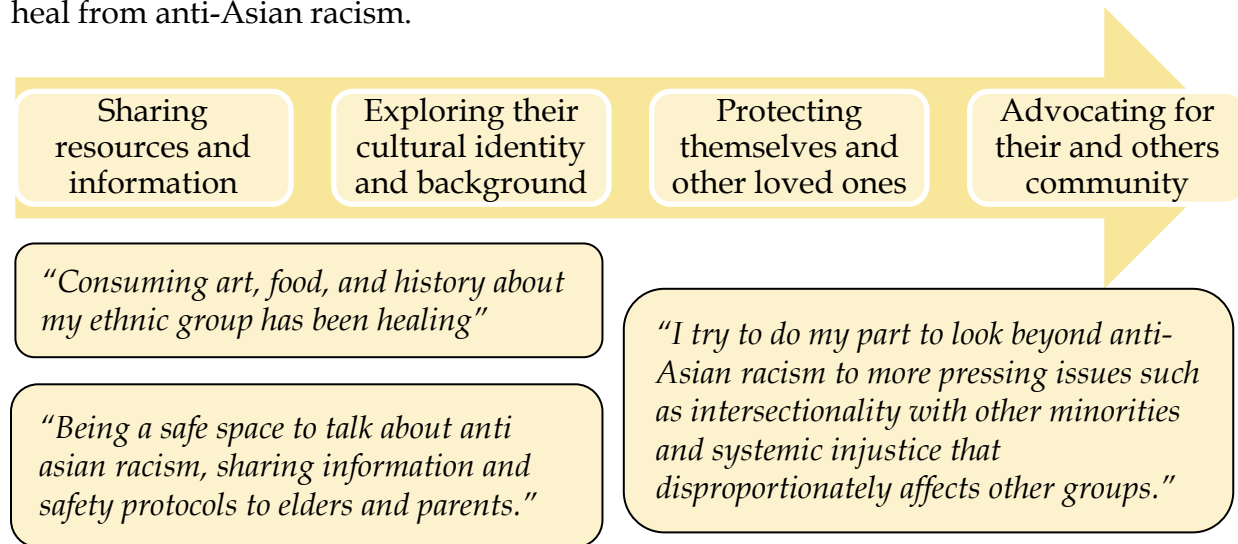 heal from anti-Asian racism.
Sharing
resources and
information
Exploring their
cultural identity
and background
Protecting
themselves and
other loved ones
Advocating for
their and others
community
“Consuming art, food, and history about
my ethnic group has been healing”
“Being a safe space to talk about anti
asian racism, sharing information and
safety protocols to elders and parents.”
“I try to do my part to look beyond anti-
Asian racism to more pressing issues such
as intersectionality with other minorities
and systemic injustice that
disproportionately affects other groups.”